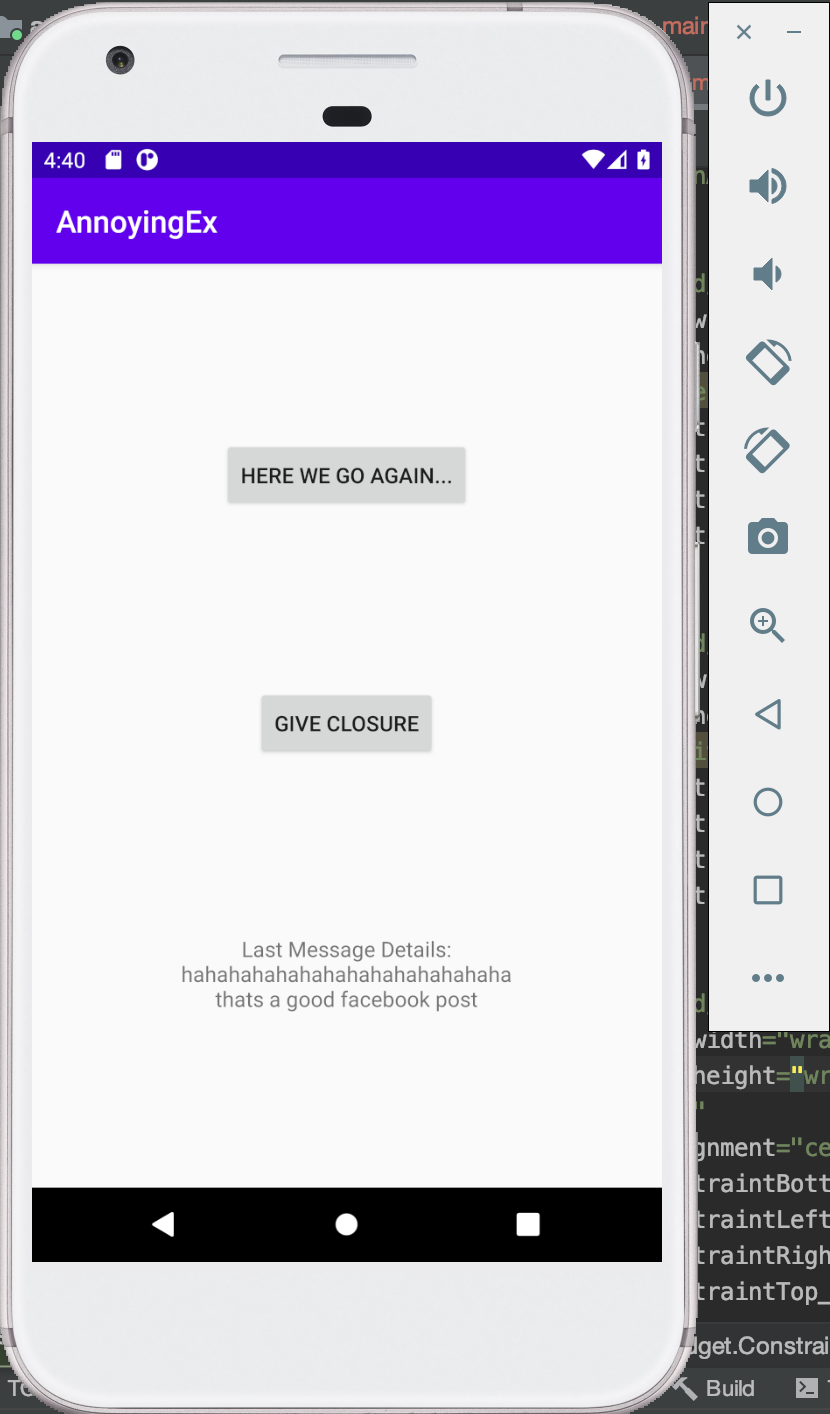 4:40
AnnoyingEx
HERE WE GO AGAIN...
GIVE CLOSURE
Last Message Details:
hahahahahahahahahahahahahaha
thats a good facebook post
main
width="wra
height="wr
"
gnment="ce
traintBott
traintLeft
traintRigh
traintTop_
dget.Constrai
Build